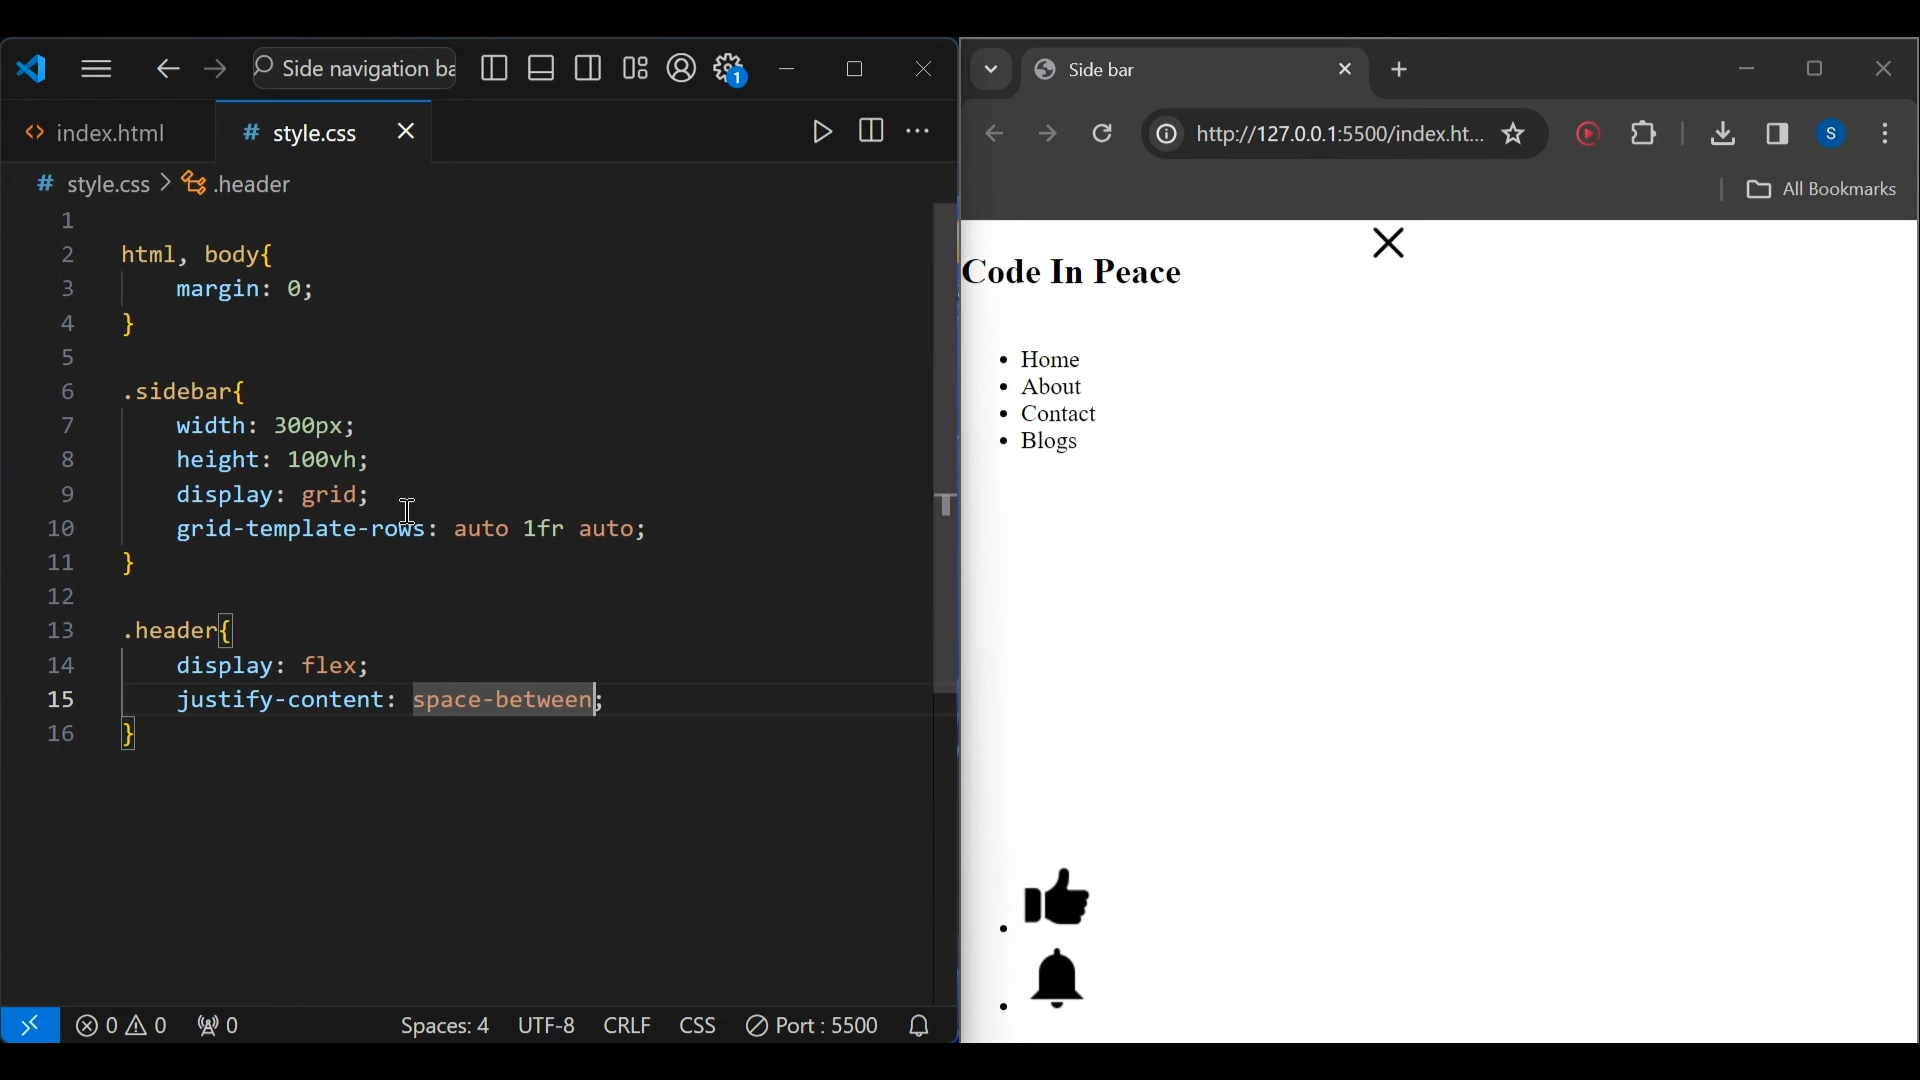 Side navigation ba
index.html
# style.css
# style.css > .header
1
2 html, body{
3 margin: 0;
4 }
5
6 .sidebar{
7 width: 300px;
8 height: 100vh;
9 display: grid;
10 grid-template-rows: auto 1fr auto;
11 }
12
13 .header{
14 display: flex;
15 justify-content: space-between;
16 }
0 0 0 Spaces: 4 UTF-8 CRLF CSS Port : 5500
1
Side bar
http://127.0.0.1:5500/index.ht...
S
All Bookmarks
Code In Peace
• Home
• About
• Contact
• Blogs